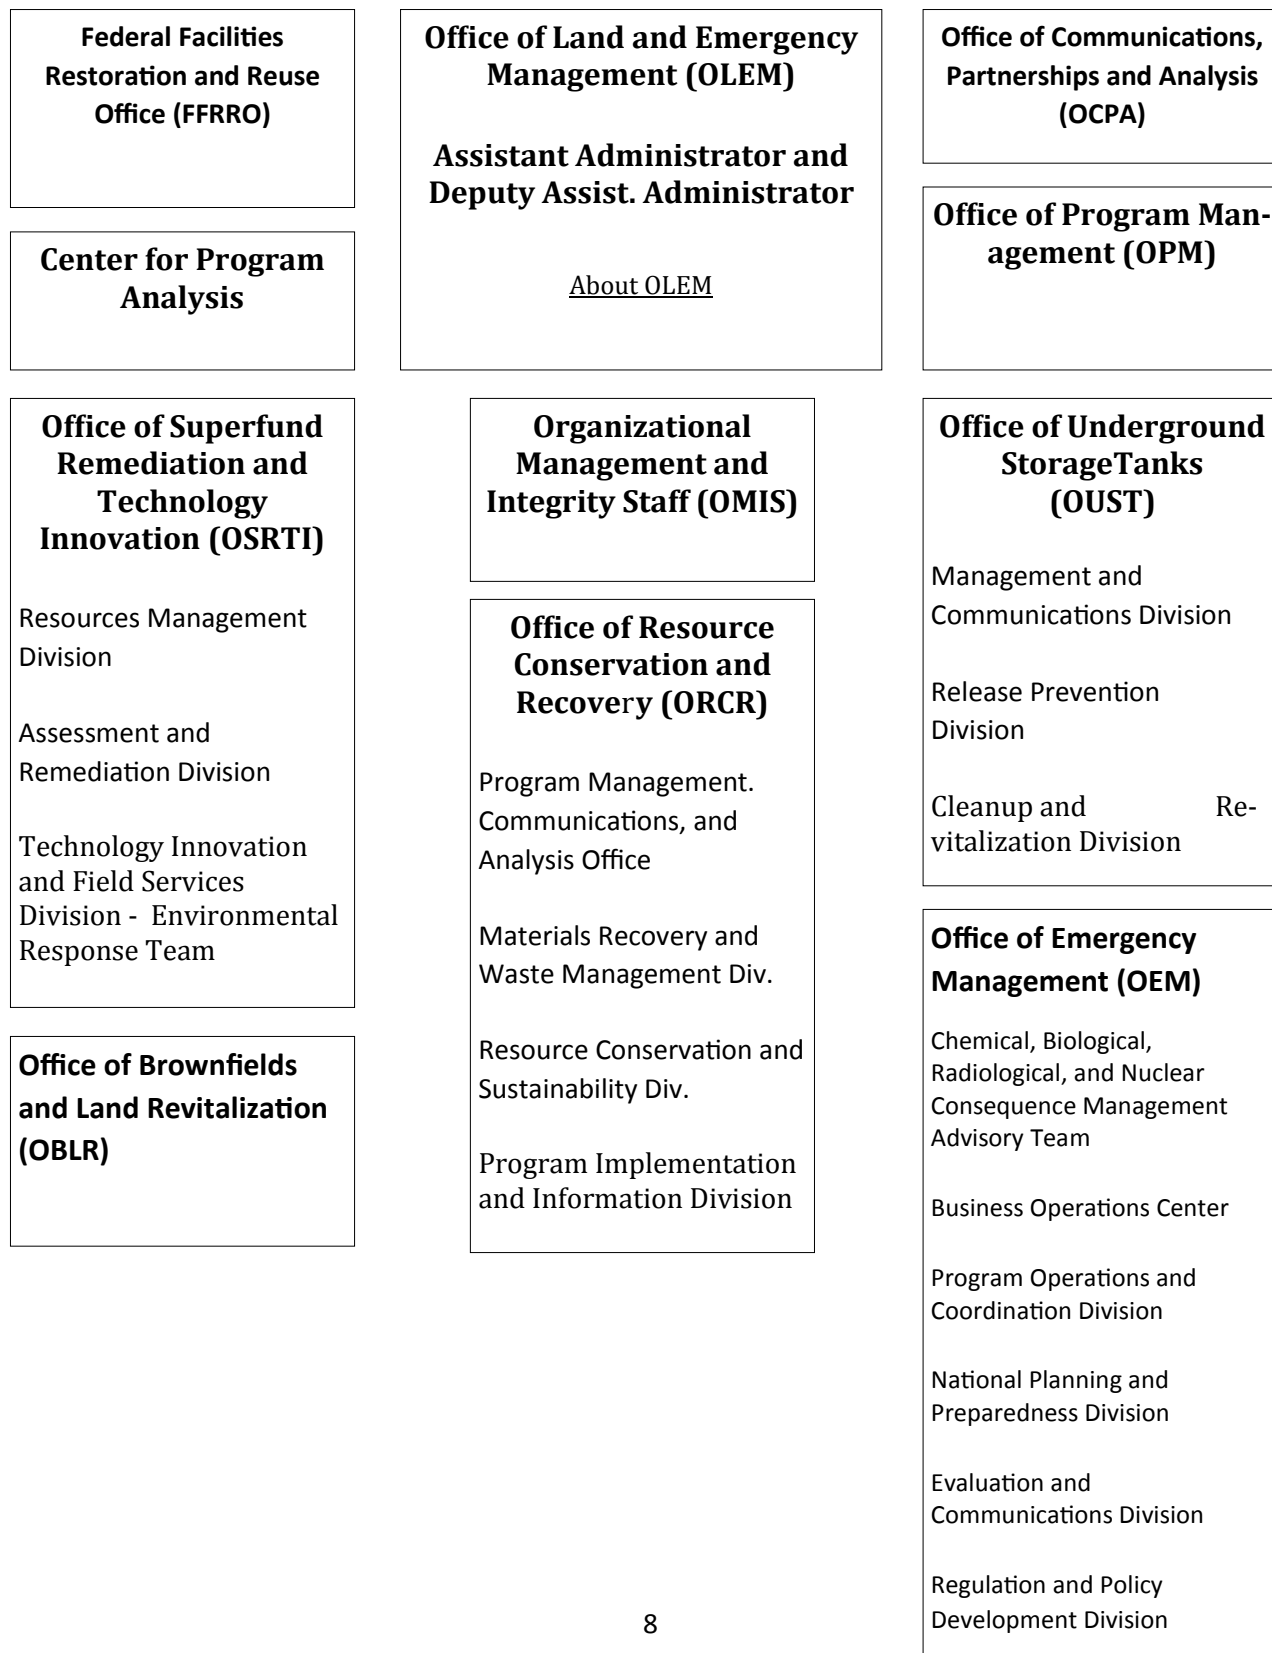 Federal Facilities
Restoration and Reuse
Office (FFRRO)
Center for Program
Analysis
Office of Land and Emergency
Management (OLEM)
Assistant Administrator and
Deputy Assist. Administrator
About OLEM
Office of Communications,
Partnerships and Analysis
(OCPA)
Office of Program Man-
agement (OPM)
Office of Superfund
Remediation and
Technology
Innovation (OSRTI)
Resources Management
Division
Assessment and
Remediation Division
Technology Innovation
and Field Services
Division - Environmental
Response Team
Office of Brownfields
and Land Revitalization
(OBLR)
Organizational
Management and
Integrity Staff (OMIS)
Office of Resource
Conservation and
Recovery (ORCR)
Program Management.
Communications, and
Analysis Office
Materials Recovery and
Waste Management Div.
Resource Conservation and
Sustainability Div.
Program Implementation
and Information Division
Office of Underground
StorageTanks
(OUST)
Management and
Communications Division
Release Prevention
Division
Cleanup and Re-
vitalization Division
Office of Emergency
Management (OEM)
Chemical, Biological,
Radiological, and Nuclear
Consequence Management
Advisory Team
Business Operations Center
Program Operations and
Coordination Division
National Planning and
Preparedness Division
Evaluation and
Communications Division
Regulation and Policy
Development Division
8